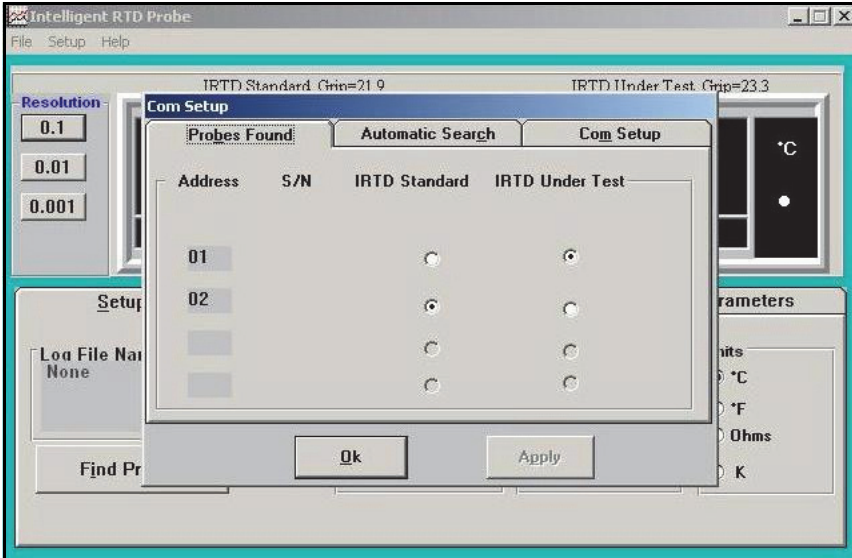 Intelligent RTD Probe
File Setup Help
IRTD Standard Grip=21.9 IRTD Under Test Grip=23.3
Resolution
0.1
0.01
0.001
°C
Com Setup
Probes Found Automatic Search Com Setup
Address S/N IRTD Standard IRTD Under Test
01
02
Setup
rameters
Log File Nar
None
Find Pr
nits
°C
°F
Ohms
K
Ok Apply